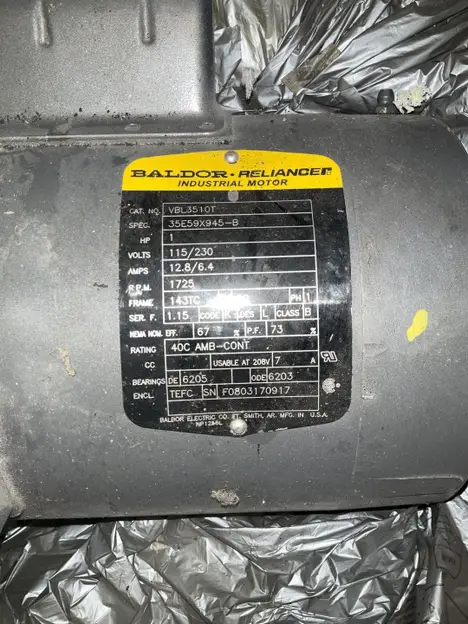 BALDOR · RELIANCER
INDUSTRIAL MOTOR
CAT. NO. VBL3510T
SPEC. 35E59X945-B
HP 1
VOLTS 115/230
AMPS 12.8/6.4
R.P.M. 1725
FRAME 143TC PH 1
SER. F. 1.15 CODE K DES L CLASS B
NEMA NOM. EFF. 67 % P.F. 73 %
RATING 40C AMB-CONT
CC USABLE AT 208V 7 A
BEARINGS DE 6205 ODE 6203
ENCL. TEFC SN F0803170917
BALDOR ELECTRIC CO. FT. SMITH, AR. MFG. IN U.S.A.
NP1256L